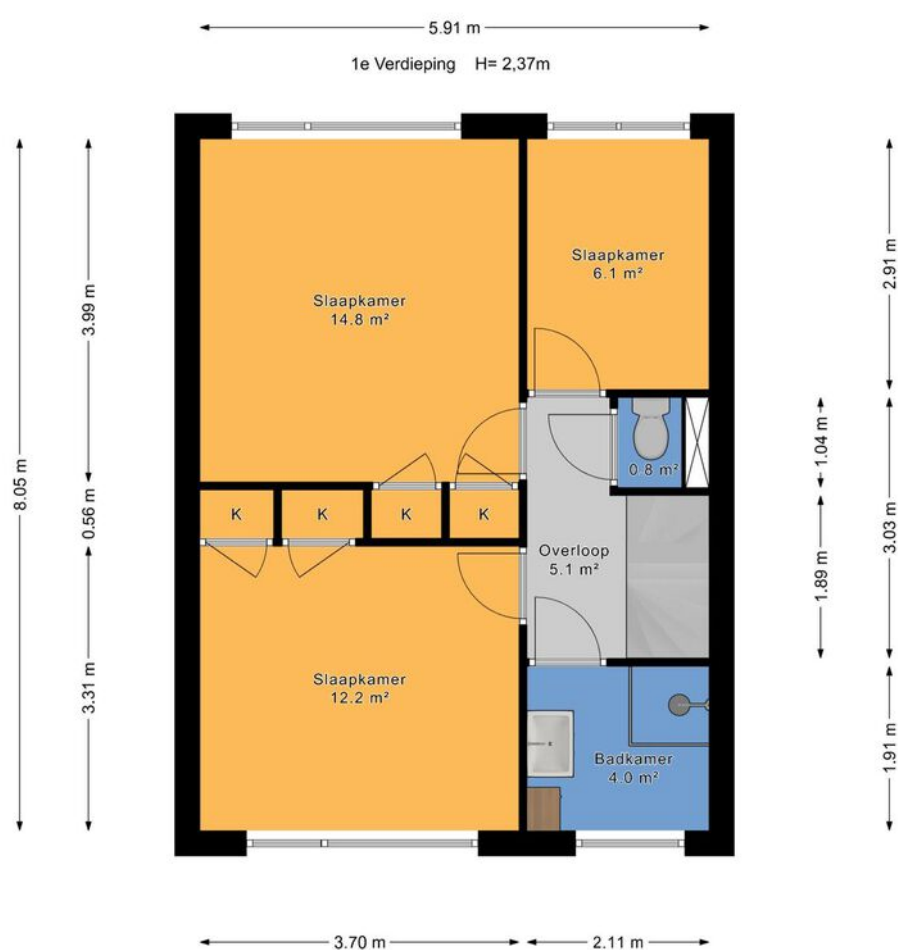 5.91 m
1e Verdieping H= 2,37m
8.05 m
3.99 m
0.56 m
3.31 m
Slaapkamer
14.8 m²
Slaapkamer
6.1 m²
2.91 m
1.04 m
3.03 m
1.89 m
1.91 m
0.8 m²
K
K
K
K
Overloop
5.1 m²
Slaapkamer
12.2 m²
Badkamer
4.0 m²
3.70 m
2.11 m